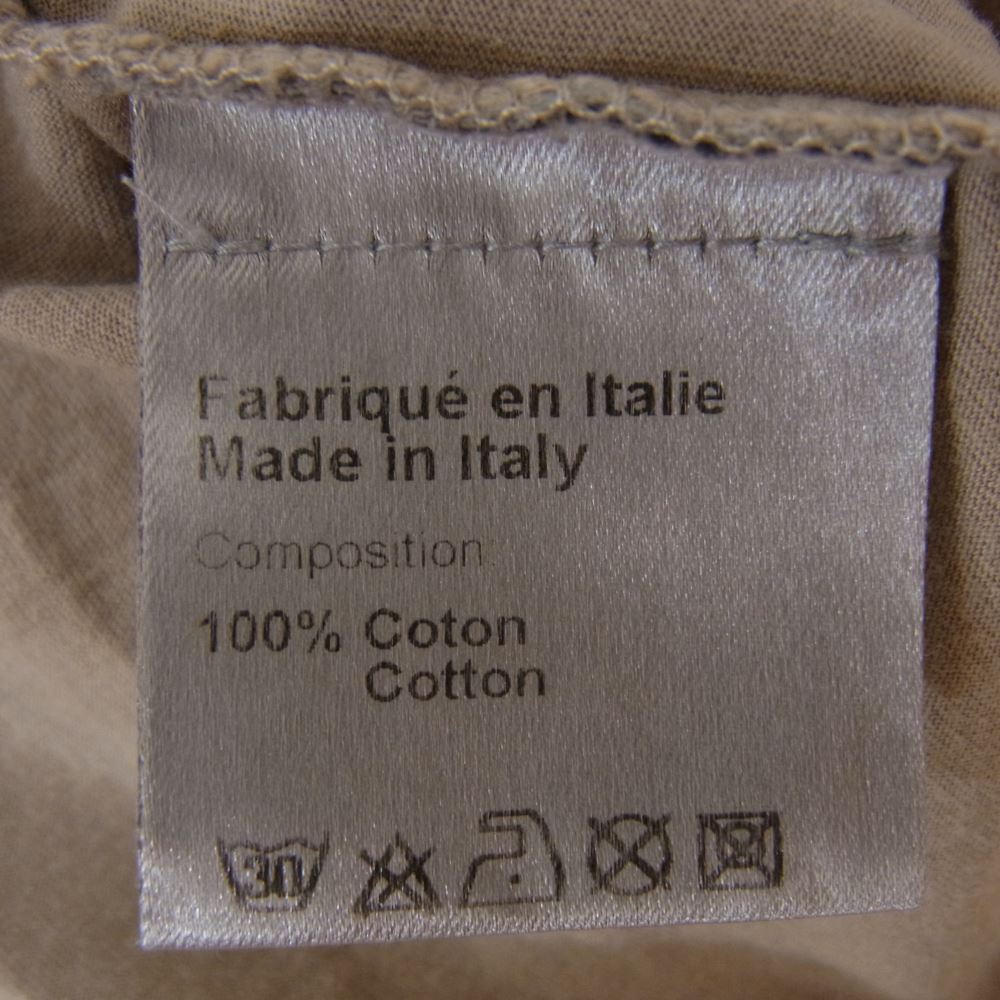 Fabriqué en Italie
Made in Italy
Composition:
100% Coton
Cotton
30